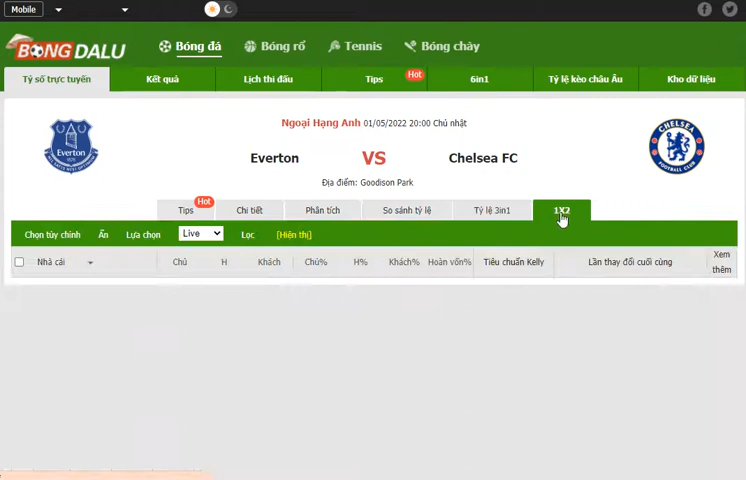 Mobile
BONGDALU
Bóng đá
Bóng rổ
Tennis
Bóng chày
Tỷ số trực tuyến
Kết quả
Lịch thi đấu
Tips
Hot
6in1
Tỷ lệ kèo châu Âu
Kho dữ liệu
Ngoại Hạng Anh 01/05/2022 20:00 Chủ nhật
Everton
Everton VS Chelsea FC
CHELSEA
FOOTBALL CLUB
Địa điểm: Goodison Park
Tips
Hot
Chi tiết
Phân tích
So sánh tỷ lệ
Tỷ lệ 3in1
1X2
Chọn tùy chỉnh
Ẩn
Lựa chọn
Live
Lọc
[Hiện thị]
Nhà cái
Chủ
H
Khách
Chủ%
H%
Khách%
Hoàn vốn%
Tiêu chuẩn Kelly
Lần thay đổi cuối cùng
Xem
thêm